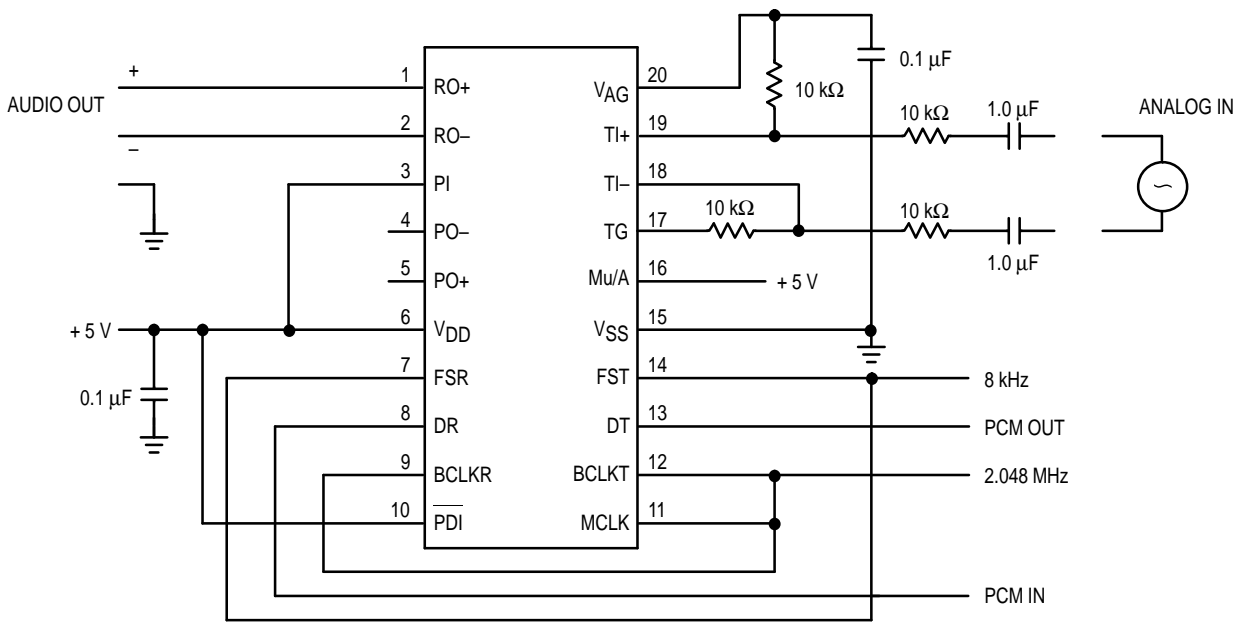 AUDIO OUT
+
–
+ 5 V
0.1 µF
1 RO+
2 RO–
3 PI
4 PO–
5 PO+
6 VDD
7 FSR
8 DR
9 BCLKR
10 PDI
VAG 20
TI+ 19
TI– 18
TG 17
Mu/A 16
VSS 15
FST 14
DT 13
BCLKT 12
MCLK 11
10 kΩ
0.1 µF
10 kΩ
1.0 µF
ANALOG IN
~
10 kΩ
10 kΩ
1.0 µF
+ 5 V
8 kHz
PCM OUT
2.048 MHz
PCM IN